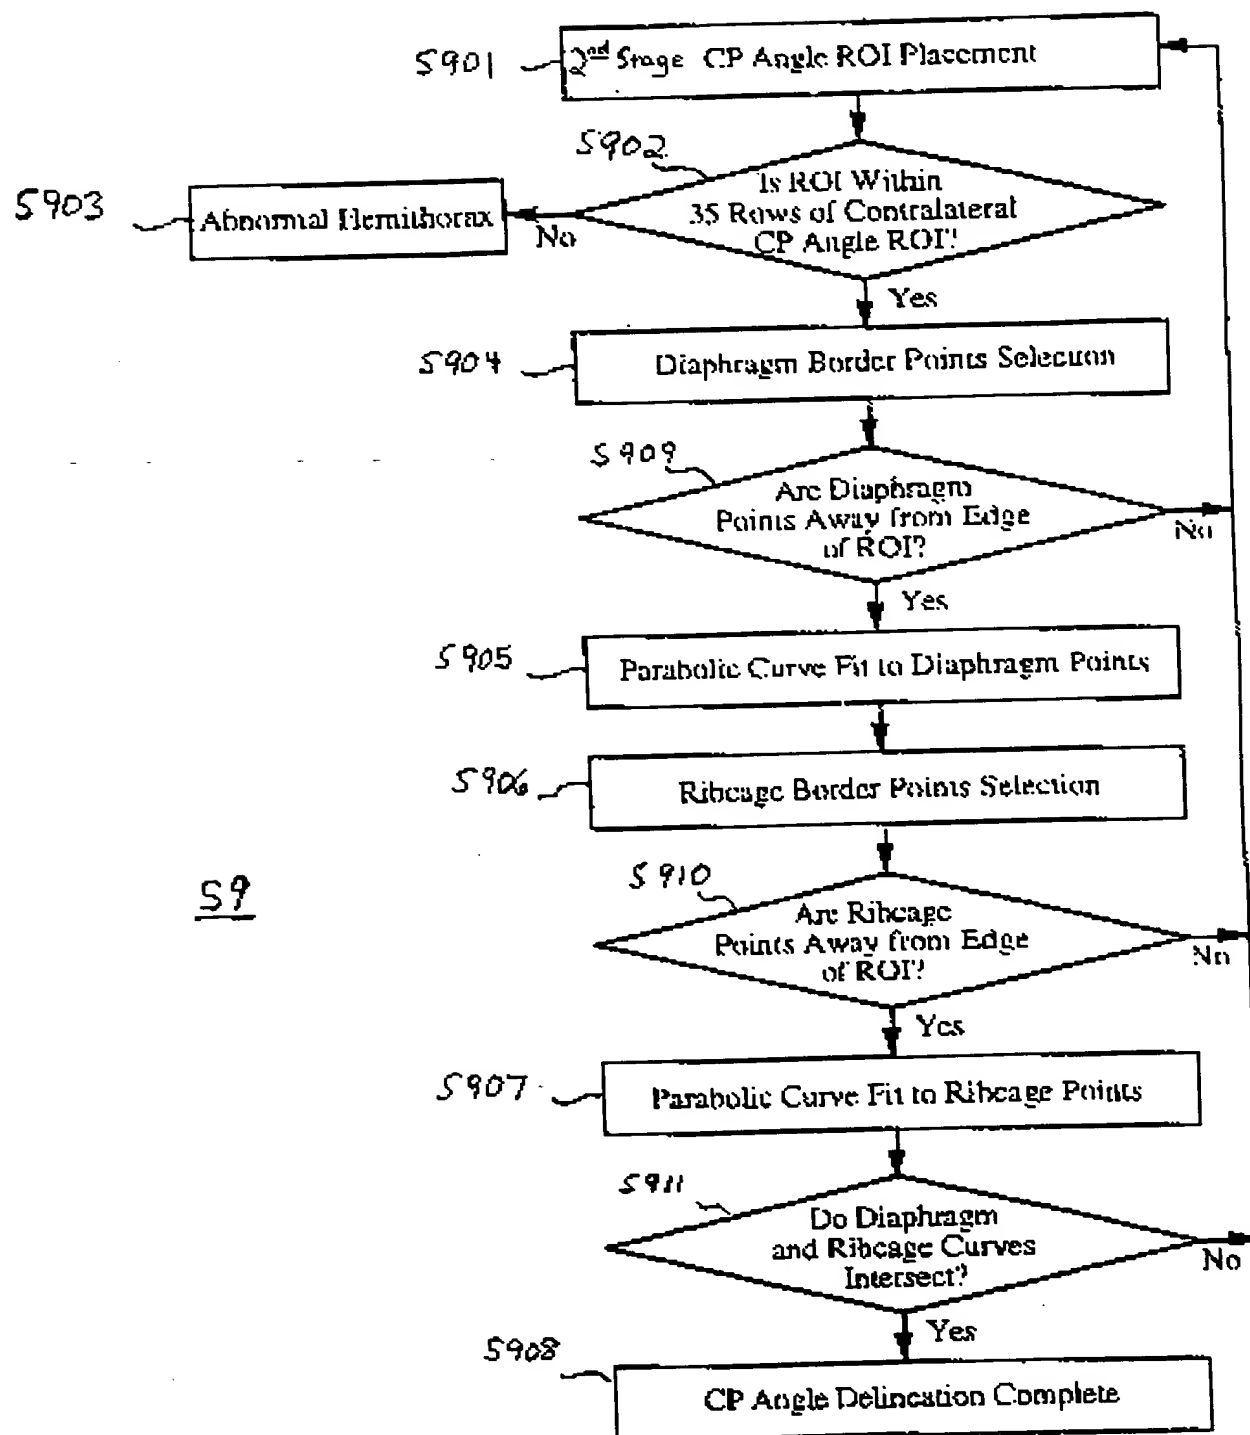 S901
2nd Stage CP Angle ROI Placement
S902
Is ROI Within
35 Rows of Contralateral
CP Angle ROI?
S903
Abnormal Hemithorax
No
Yes
S904
Diaphragm Border Points Selection
S909
Are Diaphragm
Points Away from Edge
of ROI?
No
Yes
S905
Parabolic Curve Fit to Diaphragm Points
S906
Ribcage Border Points Selection
S9
S910
Are Ribcage
Points Away from Edge
of ROI?
No
Yes
S907
Parabolic Curve Fit to Ribcage Points
S911
Do Diaphragm
and Ribcage Curves
Intersect?
No
Yes
S908
CP Angle Delineation Complete